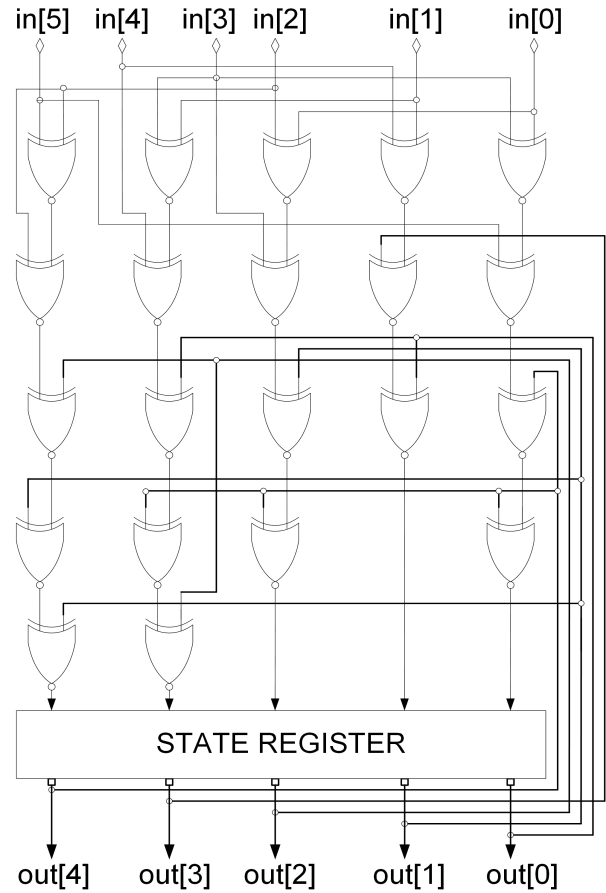 in[5] in[4] in[3] in[2] in[1] in[0]
STATE REGISTER
out[4] out[3] out[2] out[1] out[0]